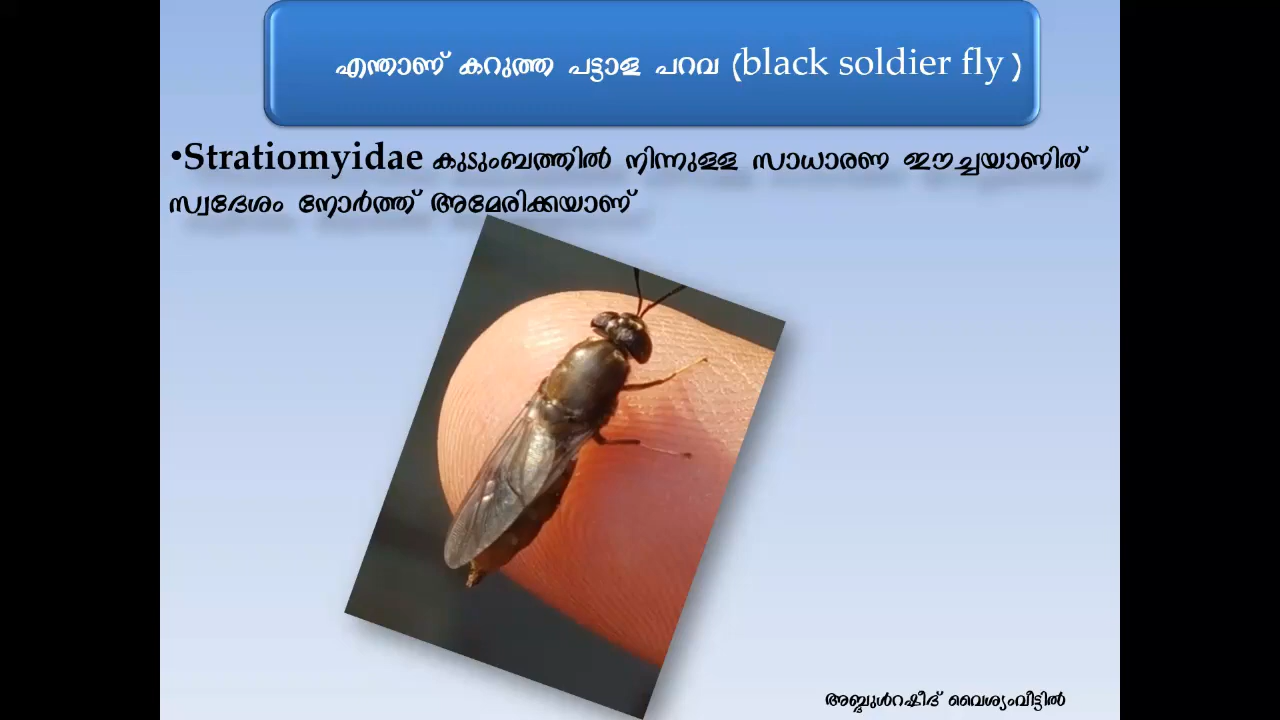 എന്താണ് കറുത്ത പട്ടാള പറവ (black soldier fly )
•Stratiomyidae കുടുംബത്തിൽ നിന്നുള്ള സാധാരണ ഈച്ചയാണിത്
സ്വദേശം നോർത്ത് അമേരിക്കയാണ്
അബ്ദുൾറഷീദ് വൈശ്യംവീട്ടിൽ